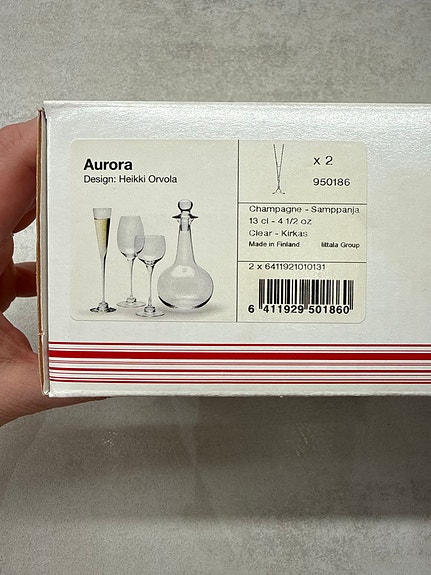 Aurora
Design: Heikki Orvola
x 2
950186
Champagne - Samppanja
13 cl - 4 1/2 oz
Clear - Kirkas
Made in Finland iittala Group
2 x 6411921010131
6 411929 501860